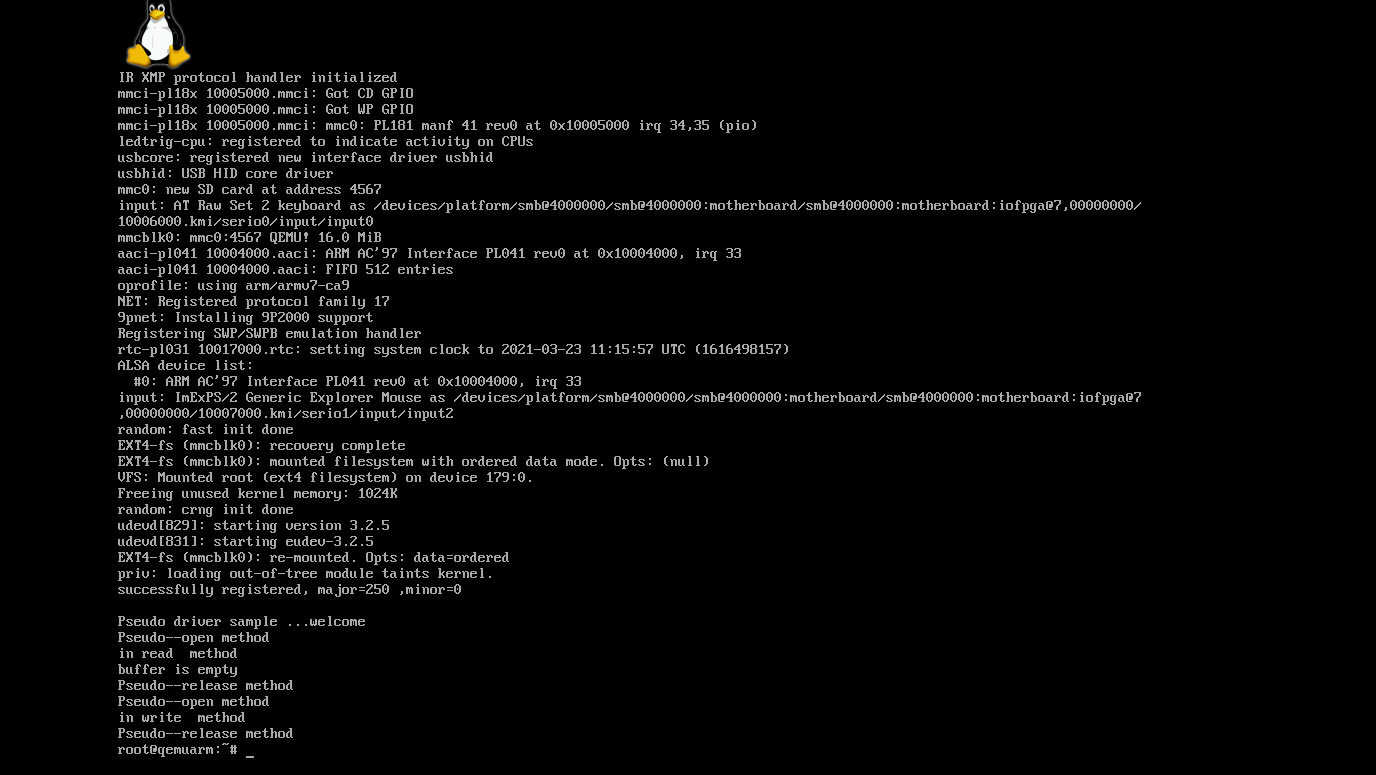 IR XMP protocol handler initialized
mmci-pl18x 10005000.mmci: Got CD GPIO
mmci-pl18x 10005000.mmci: Got WP GPIO
mmci-pl18x 10005000.mmci: mmc0: PL181 manf 41 rev0 at 0x10005000 irq 34,35 (pio)
ledtrig-cpu: registered to indicate activity on CPUs
usbcore: registered new interface driver usbhid
usbhid: USB HID core driver
mmc0: new SD card at address 4567
input: AT Raw Set 2 keyboard as /devices/platform/smb@4000000/smb@4000000:motherboard/smb@4000000:motherboard:iofpga@7,00000000/
10006000.kmi/serio0/input/input0
mmcblk0: mmc0:4567 QEMU! 16.0 MiB
aaci-pl041 10004000.aaci: ARM AC'97 Interface PL041 rev0 at 0x10004000, irq 33
aaci-pl041 10004000.aaci: FIFO 512 entries
oprofile: using arm/armv7-ca9
NET: Registered protocol family 17
9pnet: Installing 9P2000 support
Registering SWP/SWPB emulation handler
rtc-pl031 10017000.rtc: setting system clock to 2021-03-23 11:15:57 UTC (1616498157)
ALSA device list:
  #0: ARM AC'97 Interface PL041 rev0 at 0x10004000, irq 33
input: ImExPS/2 Generic Explorer Mouse as /devices/platform/smb@4000000/smb@4000000:motherboard/smb@4000000:motherboard:iofpga@7
,00000000/10007000.kmi/serio1/input/input2
random: fast init done
EXT4-fs (mmcblk0): recovery complete
EXT4-fs (mmcblk0): mounted filesystem with ordered data mode. Opts: (null)
VFS: Mounted root (ext4 filesystem) on device 179:0.
Freeing unused kernel memory: 1024K
random: crng init done
udevd[829]: starting version 3.2.5
udevd[831]: starting eudev-3.2.5
EXT4-fs (mmcblk0): re-mounted. Opts: data=ordered
priv: loading out-of-tree module taints kernel.
successfully registered, major=250 ,minor=0
Pseudo driver sample ...welcome
Pseudo--open method
in read  method
buffer is empty
Pseudo--release method
Pseudo--open method
in write  method
Pseudo--release method
root@qemuarm:~# _